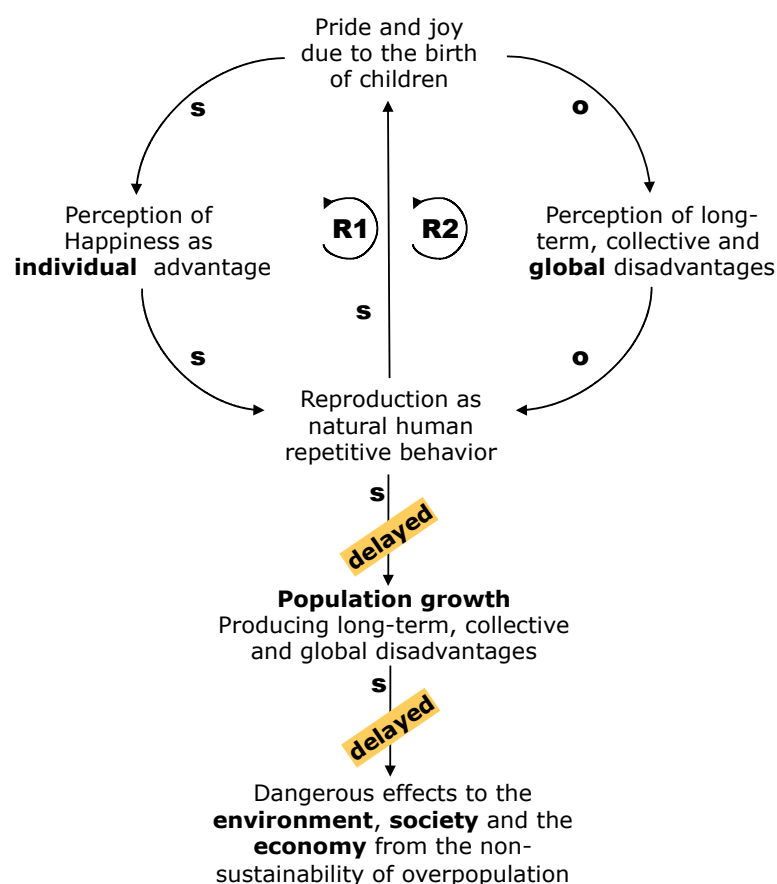 Pride and joy
due to the birth
of children
s
o
Perception of
Happiness as
individual advantage
R1
R2
Perception of long-
term, collective and
global disadvantages
s
s
o
Reproduction as
natural human
repetitive behavior
s
delayed
Population growth
Producing long-term, collective
and global disadvantages
s
delayed
Dangerous effects to the
environment, society and the
economy from the non-
sustainability of overpopulation